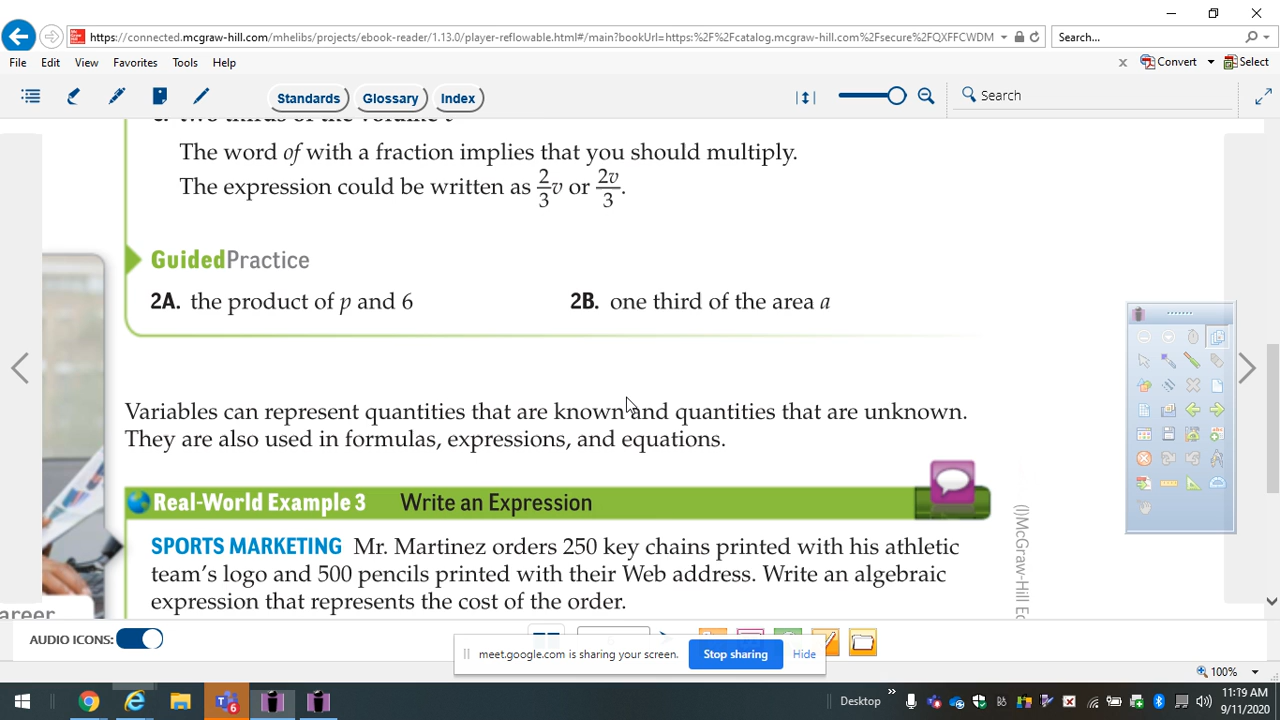 https://connected.mcgraw-hill.com/mhelibs/projects/ebook-reader/1.13.0/player-reflowable.html#/main?bookUrl=https:%2F%2Fcatalog.mcgraw-hill.com%2Fsecure%2FQXFFCWDM
Search...
File Edit View Favorites Tools Help
x Convert Select
Standards Glossary Index
Search
two thirds of the volume
The word of with a fraction implies that you should multiply.
The expression could be written as 2/3 v or 2v/3.
GuidedPractice
2A. the product of p and 6
2B. one third of the area a
Variables can represent quantities that are known and quantities that are unknown.
They are also used in formulas, expressions, and equations.
Real-World Example 3 Write an Expression
SPORTS MARKETING Mr. Martinez orders 250 key chains printed with his athletic
team's logo and 500 pencils printed with their Web address. Write an algebraic
expression that represents the cost of the order.
(l)McGraw-Hill
areer
AUDIO ICONS:
meet.google.com is sharing your screen. Stop sharing Hide
100%
6
Desktop
11:19 AM
9/11/2020